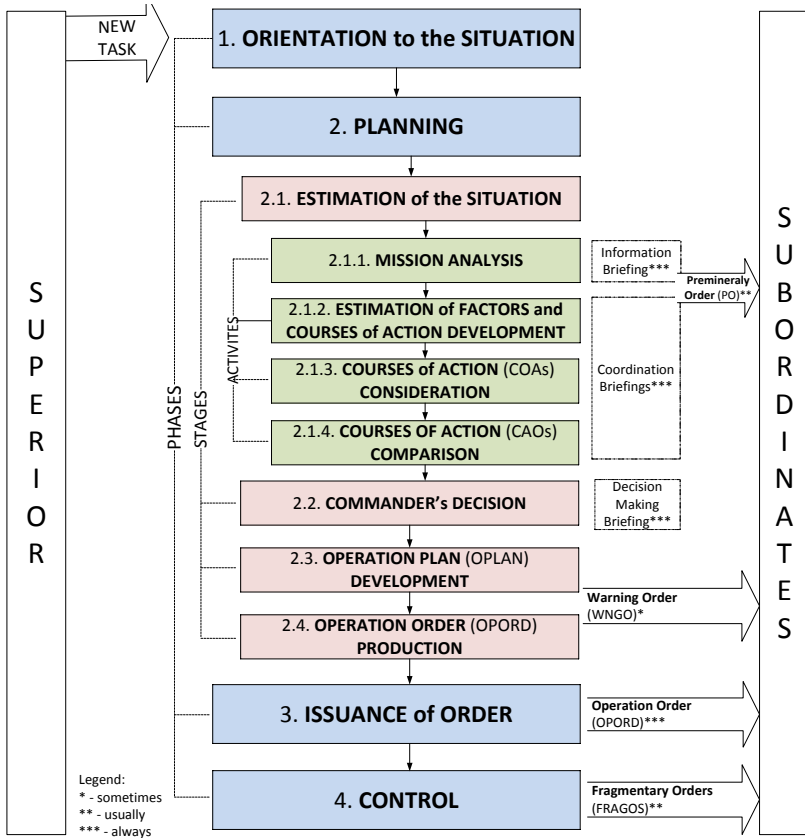 SUPERIOR
NEW
TASK
1. ORIENTATION to the SITUATION
2. PLANNING
2.1. ESTIMATION of the SITUATION
2.1.1. MISSION ANALYSIS
2.1.2. ESTIMATION of FACTORS and
COURSES of ACTION DEVELOPMENT
2.1.3. COURSES of ACTION (COAs)
CONSIDERATION
2.1.4. COURSES OF ACTION (CAOs)
COMPARISON
2.2. COMMANDER's DECISION
2.3. OPERATION PLAN (OPLAN)
DEVELOPMENT
2.4. OPERATION ORDER (OPORD)
PRODUCTION
3. ISSUANCE of ORDER
4. CONTROL
PHASES
STAGES
ACTIVITES
Information
Briefing***
Premineraly
Order (PO)**
Coordination
Briefings***
Decision
Making
Briefing***
Warning Order
(WNGO)*
Operation Order
(OPORD)***
Fragmentary Orders
(FRAGOS)**
SUBORDINATES
Legend:
* - sometimes
** - usually
*** - always